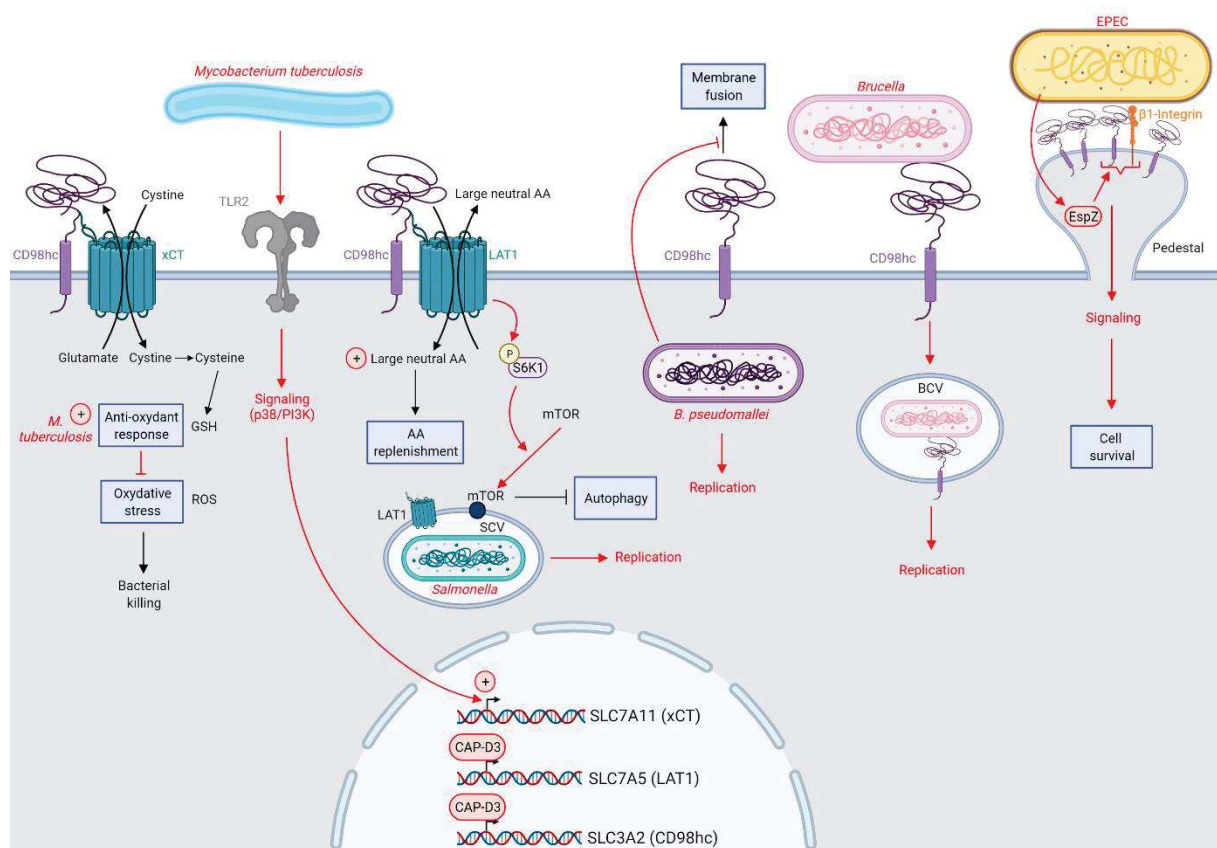 EPEC
Mycobacterium tuberculosis
Membrane
fusion
Brucella
β1-Integrin
Cystine
TLR2
Large neutral AA
EspZ
CD98hc
xCT
CD98hc
LAT1
CD98hc
CD98hc
Pedestal
Signaling
Glutamate
Cystine
Cysteine
+
Large neutral AA
P
S6K1
BCV
M.
tuberculosis
+
Anti-oxydant
response
GSH
Signaling
(p38/PI3K)
AA
replenishment
mTOR
B. pseudomallei
Cell
survival
Oxydative
stress
ROS
LAT1
mTOR
SCV
Autophagy
Replication
Salmonella
Replication
Replication
Bacterial
killing
+
SLC7A11 (xCT)
CAP-D3
SLC7A5 (LAT1)
CAP-D3
SLC3A2 (CD98hc)